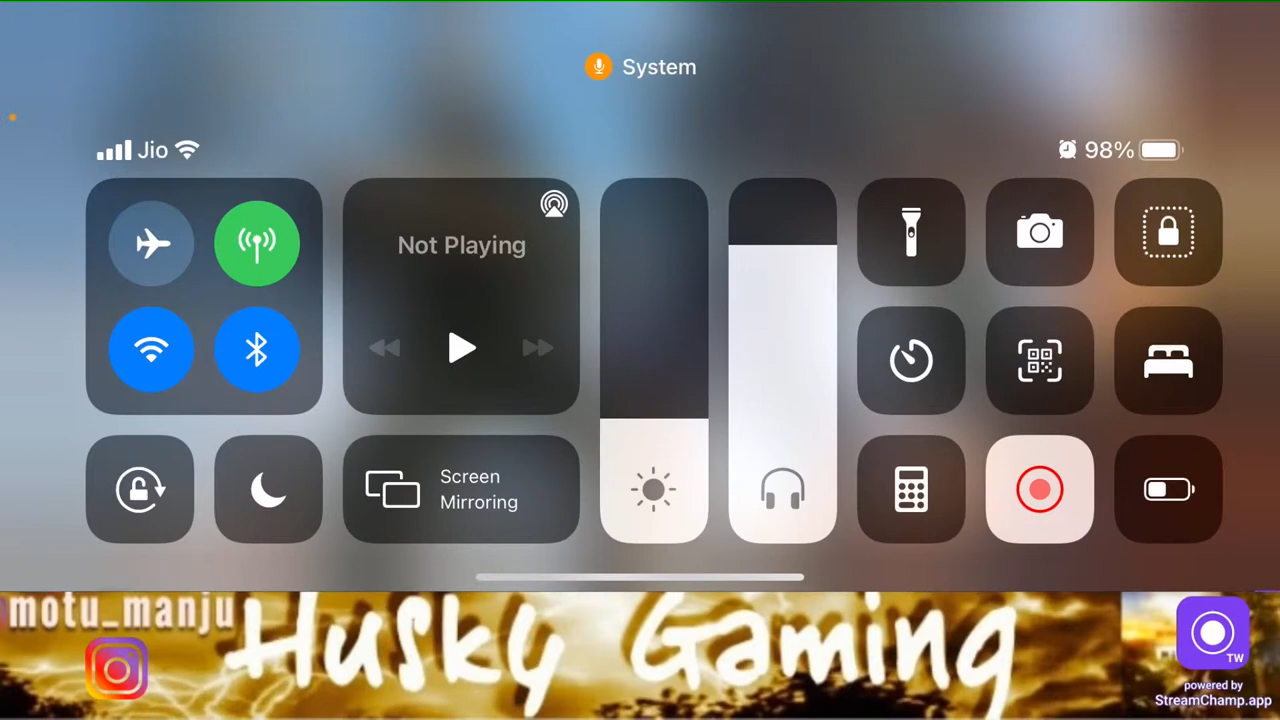 System
Jio
98%
Not Playing
Screen
Mirroring
motu_manju
Husky Gaming
TW
powered by
StreamChamp.app